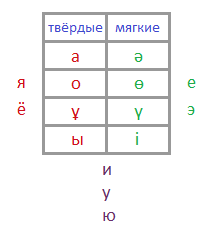 твёрдые мягкие
а ә
я о ө е
ё ұ ү э
ы і
и
у
ю